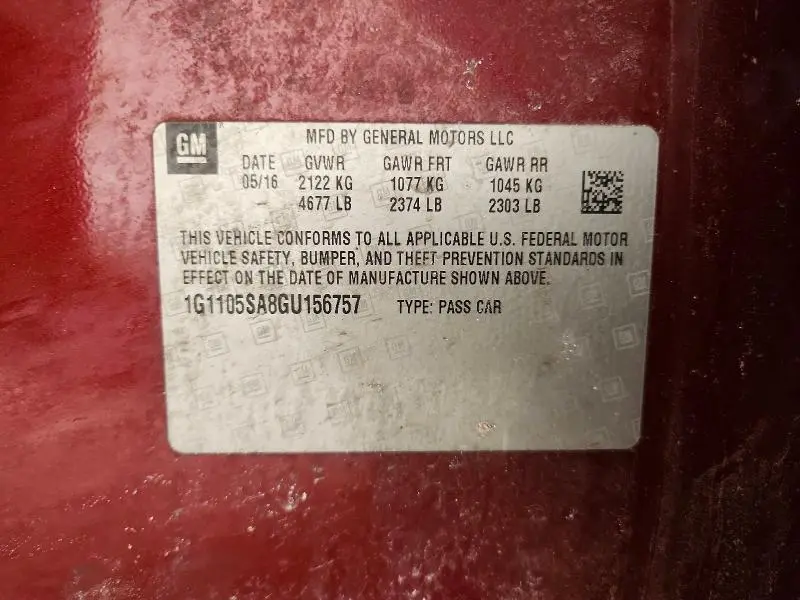 GM
MFD BY GENERAL MOTORS LLC
DATE GVWR GAWR FRT GAWR RR
05/16 2122 KG 1077 KG 1045 KG
4677 LB 2374 LB 2303 LB
THIS VEHICLE CONFORMS TO ALL APPLICABLE U.S. FEDERAL MOTOR
VEHICLE SAFETY, BUMPER, AND THEFT PREVENTION STANDARDS IN
EFFECT ON THE DATE OF MANUFACTURE SHOWN ABOVE.
1G1105SA8GU156757 TYPE: PASS CAR